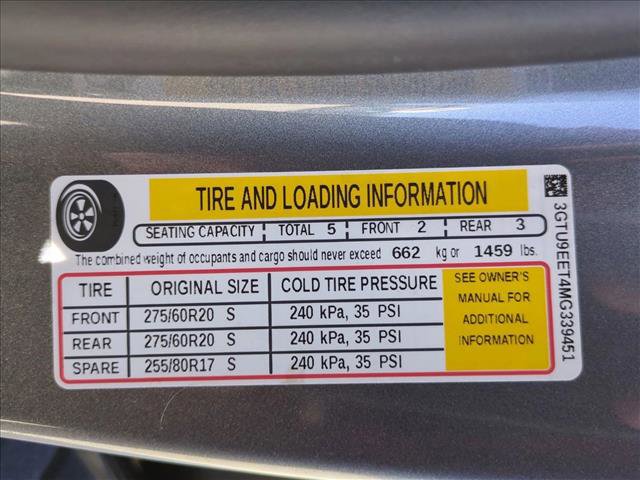 TIRE AND LOADING INFORMATION
SEATING CAPACITY TOTAL 5 FRONT 2 REAR 3
The combined weight of occupants and cargo should never exceed 662 kg or 1459 lbs.
TIRE ORIGINAL SIZE COLD TIRE PRESSURE
FRONT 275/60R20 S 240 kPa, 35 PSI
REAR 275/60R20 S 240 kPa, 35 PSI
SPARE 255/80R17 S 240 kPa, 35 PSI
SEE OWNER'S
MANUAL FOR
ADDITIONAL
INFORMATION
3GTU9EET4MG339451